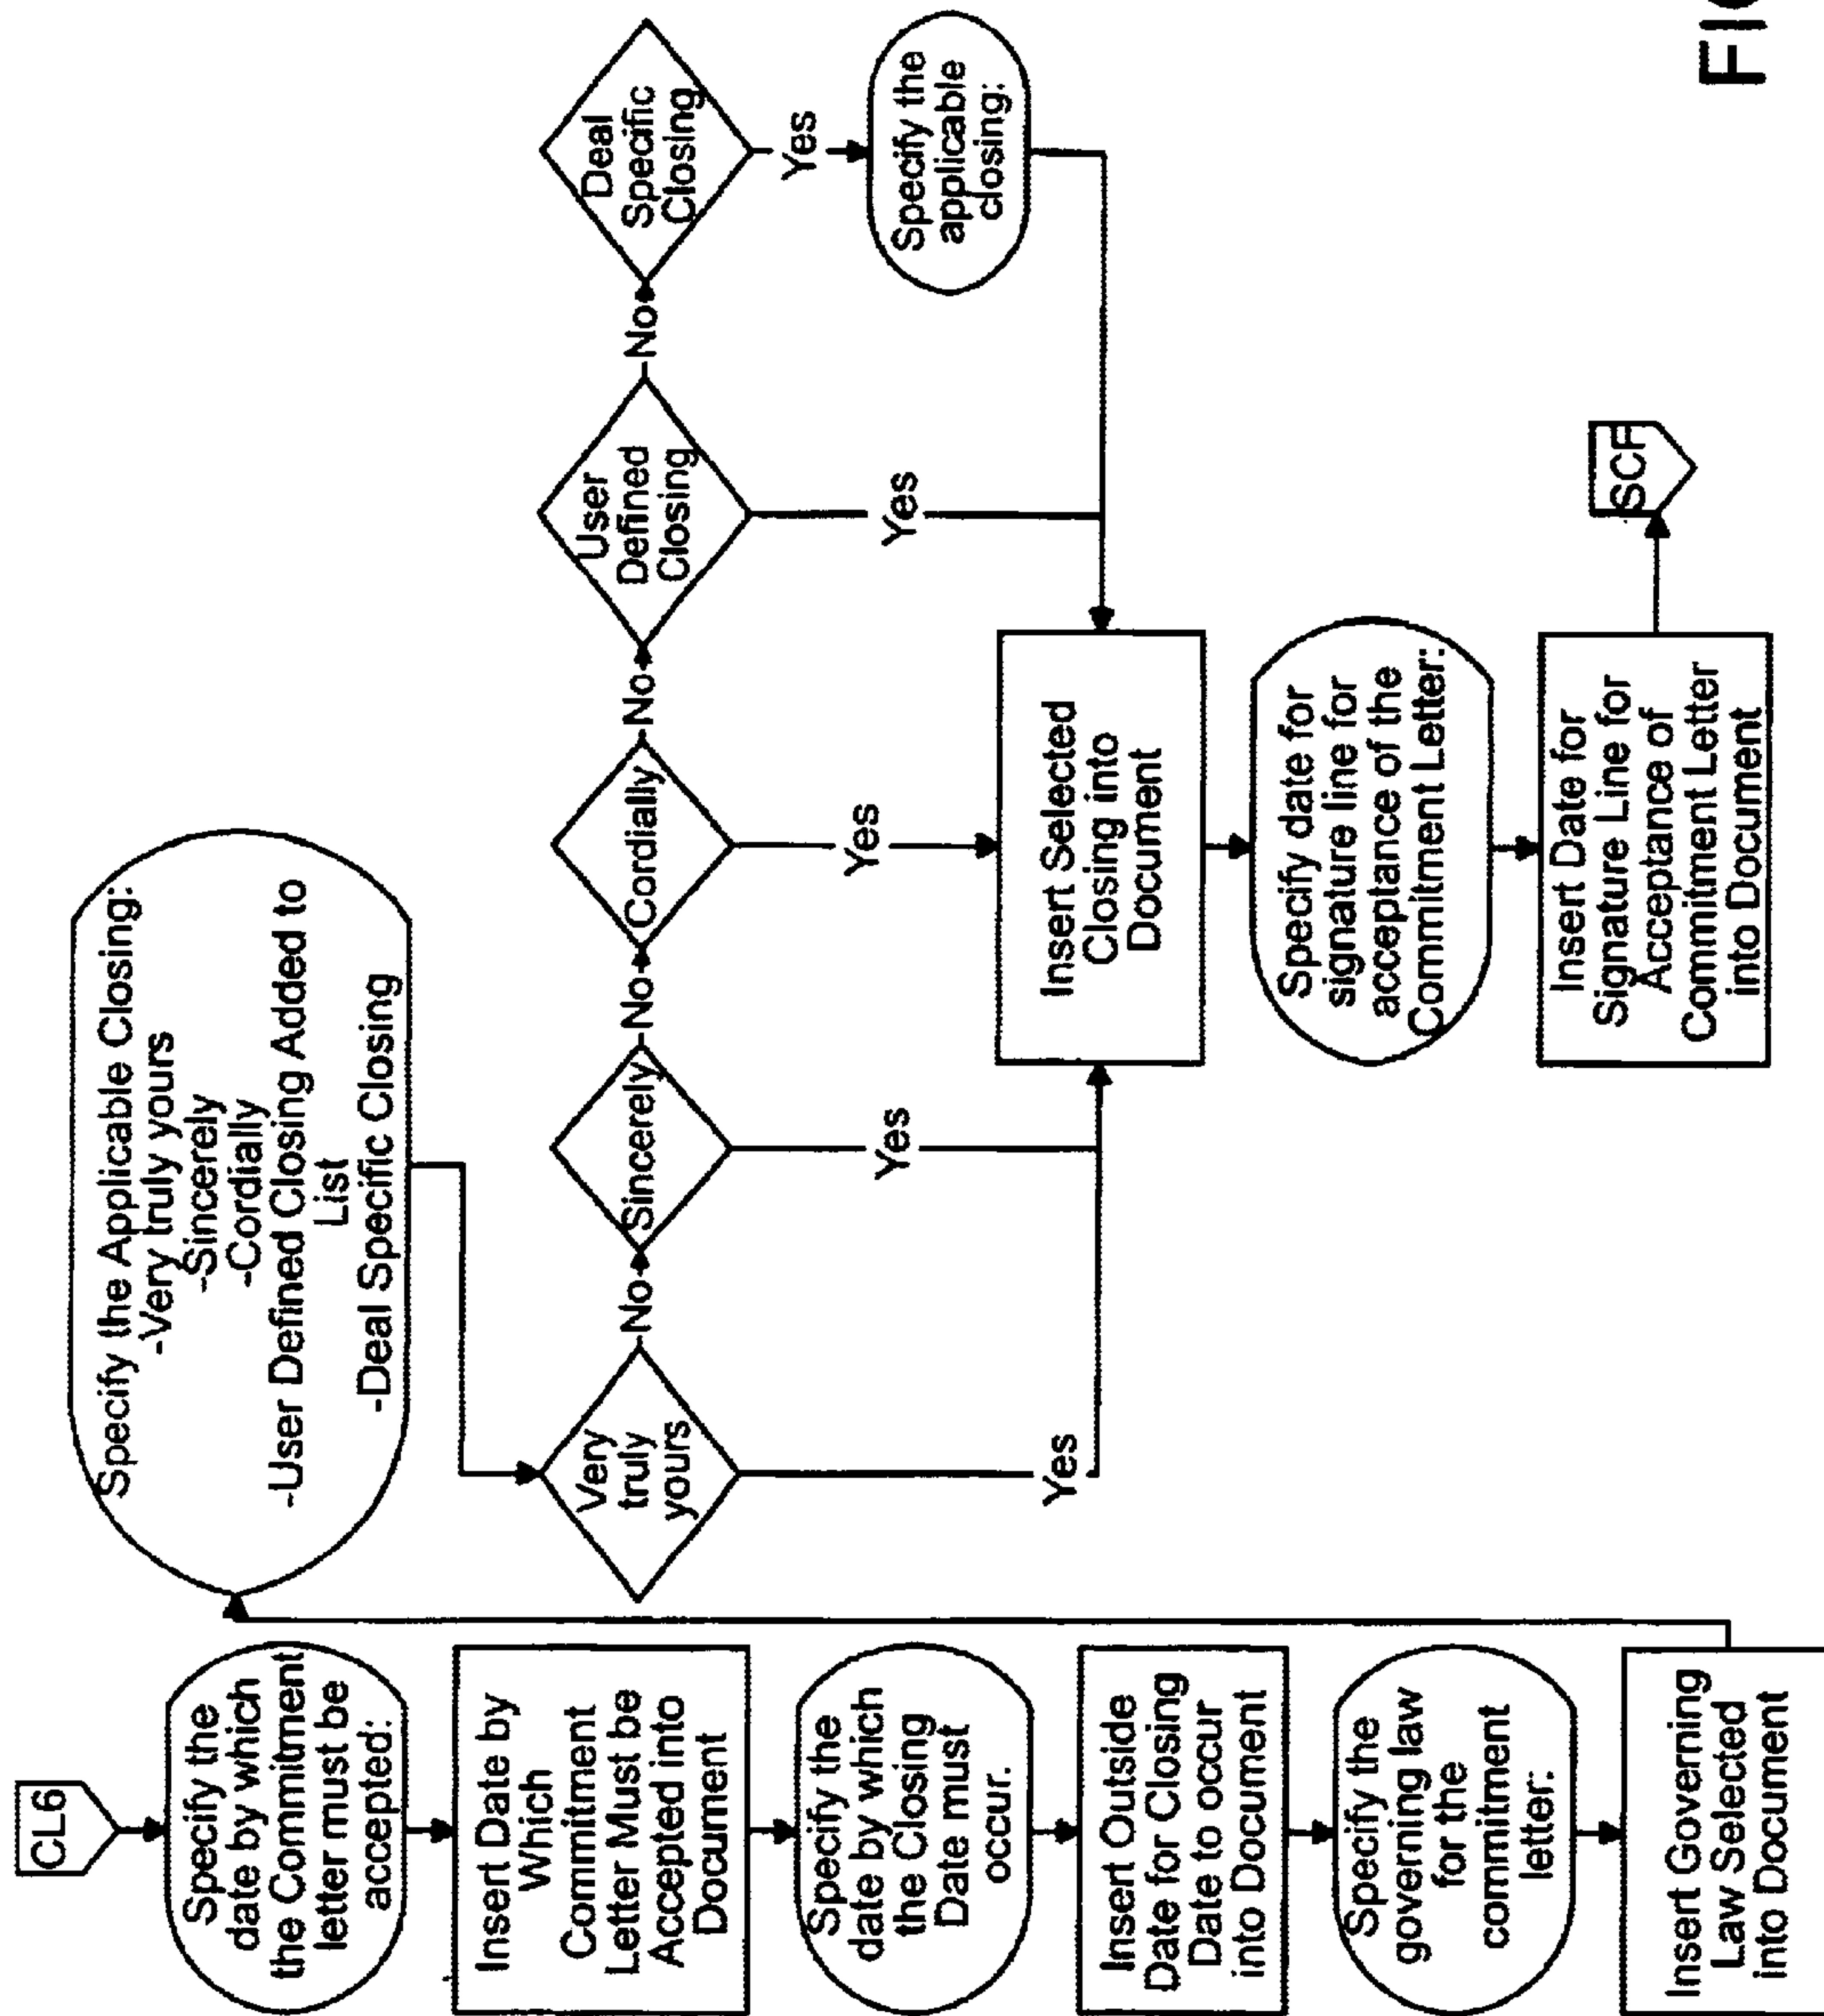 CL6
Specify the
date by which
the Commitment
letter must be
accepted:
Insert Date by
Which
Commitment
Letter Must be
Accepted into
Document
Specify the
date by which
the Closing
Date must
occur.
Insert Outside
Date for Closing
Date to occur
into Document
Specify the
governing law
for the
commitment
letter:
Insert Governing
Law Selected
into Document
Specify the Applicable Closing:
-Very truly yours
-Sincerely
-Cordially
-User Defined Closing Added to
List
-Deal Specific Closing
Very
truly
yours
No
Yes
Sincerely
No
Yes
Cordially
No
Yes
User
Defined
Closing
No
Yes
Deal
Specific
Closing
Yes
Specify the
applicable
closing:
Insert Selected
Closing into
Document
Specify date for
signature line for
acceptance of the
Commitment Letter:
Insert Date for
Signature Line for
Acceptance of
Commitment Letter
into Document
SCF